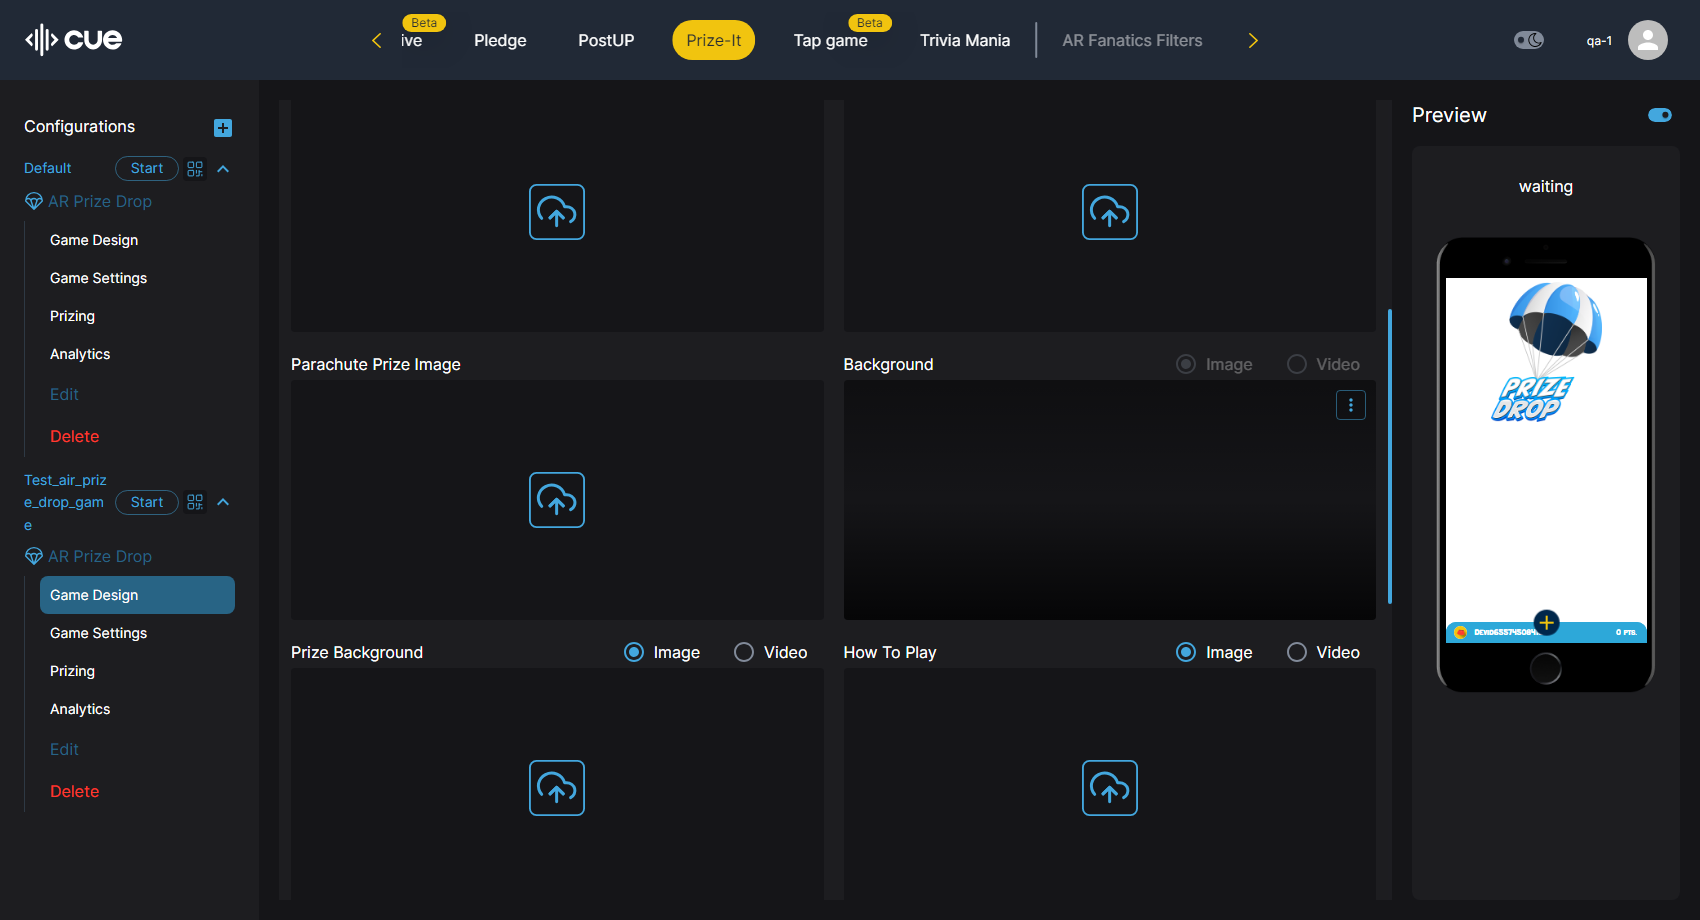 cue
Beta
ive
Pledge
PostUP
Prize-It
Beta
Tap game
Trivia Mania
AR Fanatics Filters
qa-1
Configurations
Default
Start
AR Prize Drop
Game Design
Game Settings
Prizing
Analytics
Edit
Delete
Test_air_priz
e_drop_gam
e
Start
AR Prize Drop
Game Design
Game Settings
Prizing
Analytics
Edit
Delete
Parachute Prize Image
Background
Image
Video
Prize Background
Image
Video
How To Play
Image
Video
Preview
waiting
PRIZE
DROP
0 PTS.